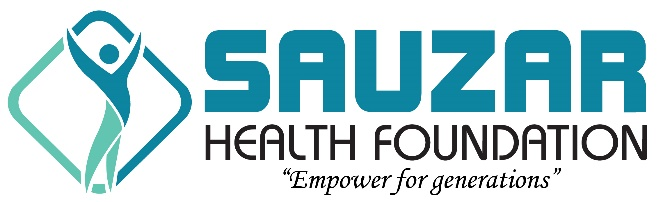 SAUZAR
HEALTH FOUNDATION
“Empower for generations”